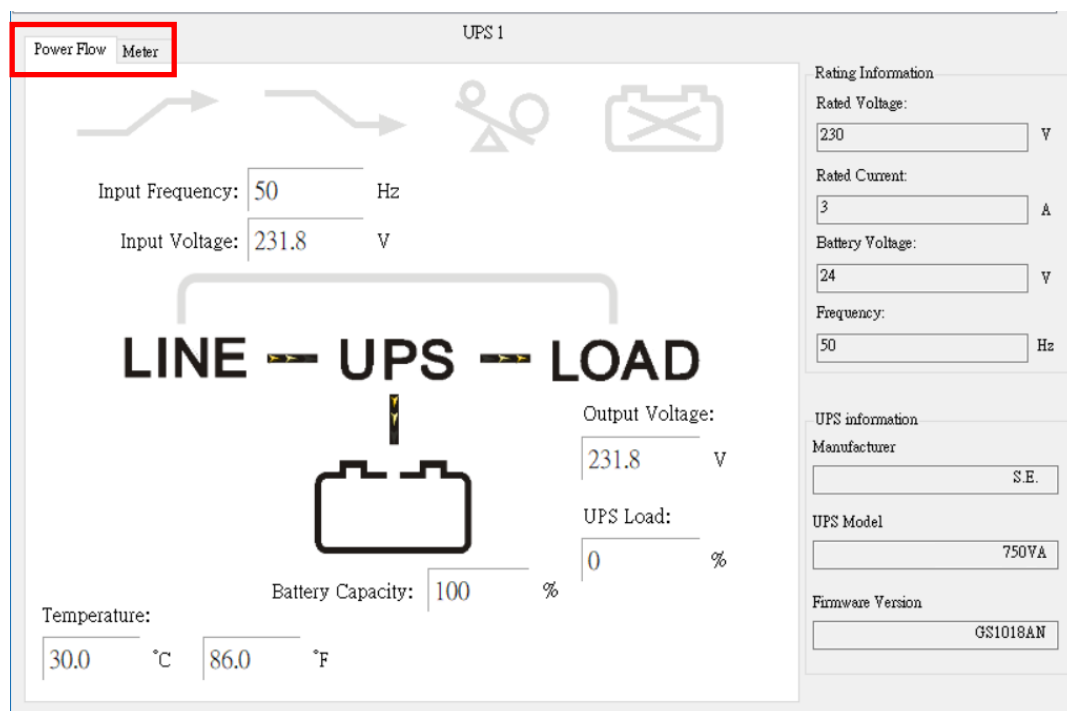 UPS 1
Power Flow Meter
Input Frequency: 50 Hz
Input Voltage: 231.8 V
LINE UPS LOAD
Output Voltage:
231.8 V
UPS Load:
0 %
Battery Capacity: 100 %
Temperature:
30.0 °C 86.0 °F
Rating Information
Rated Voltage:
230 V
Rated Current:
3 A
Battery Voltage:
24 V
Frequency:
50 Hz
UPS information
Manufacturer
S.E.
UPS Model
750VA
Firmware Version
GS1018AN